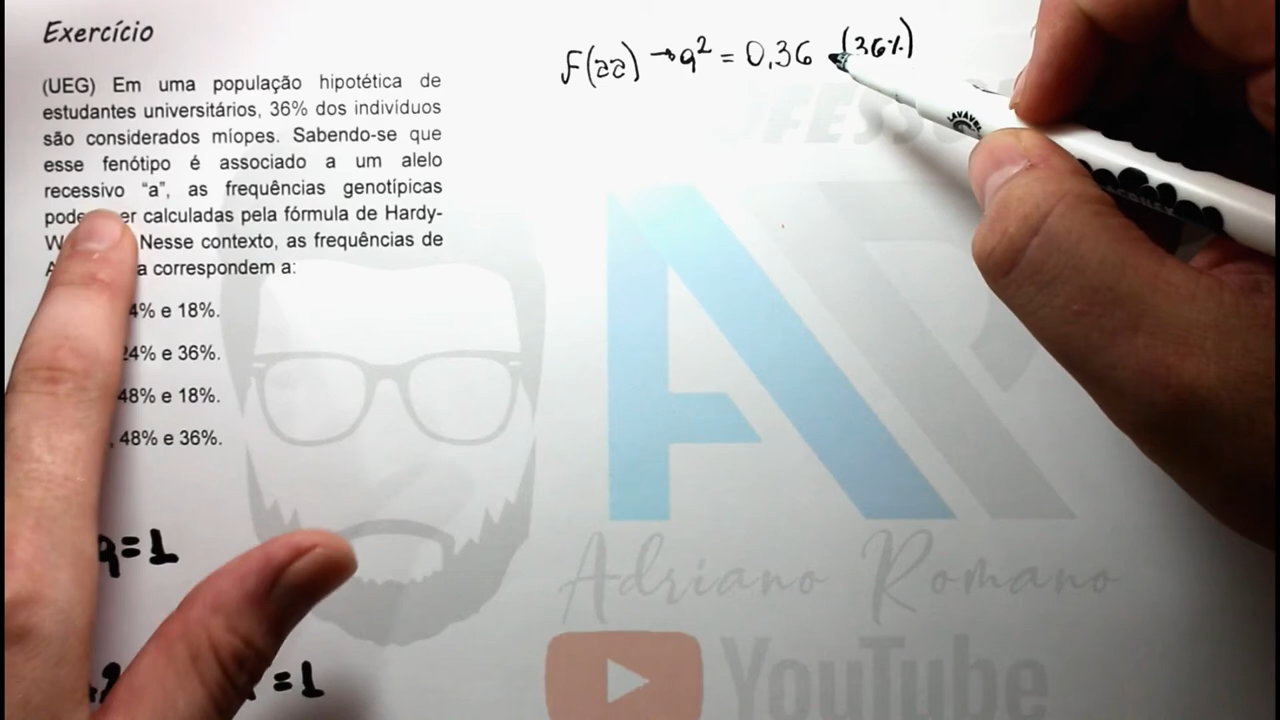 Exercício
(UEG) Em uma população hipotética de
estudantes universitários, 36% dos indivíduos
são considerados míopes. Sabendo-se que
esse fenótipo é associado a um alelo
recessivo “a”, as frequências genotípicas
calculadas pela fórmula de Hardy-
Nesse contexto, as frequências de
a correspondem a:
4% e 18%.
24% e 36%.
48% e 18%.
, 48% e 36%.
q=1
=1
F(aa) → q² = 0,36 (36%)
LAVÁVEL
Adriano Romano
YouTube